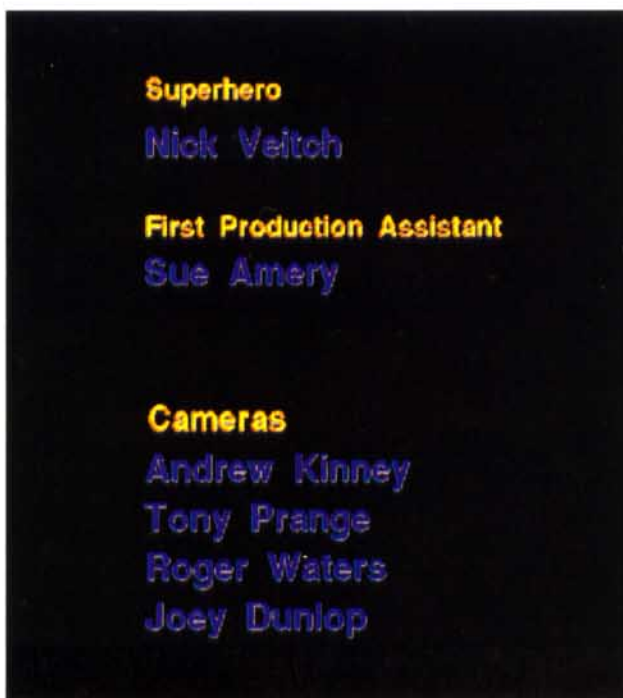 Superhero
Nick Veitch
First Production Assistant
Sue Amery
Cameras
Andrew Kinney
Tony Prange
Roger Waters
Joey Dunlop